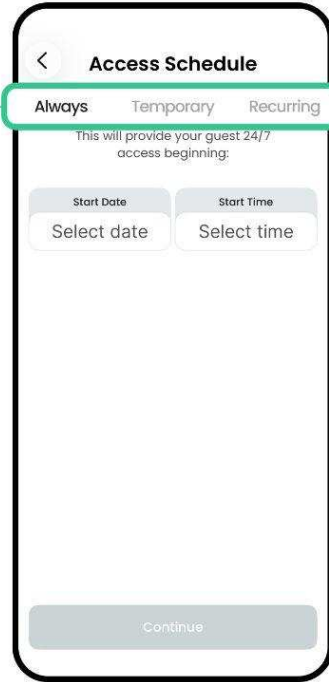 Access Schedule
Always Temporary Recurring
This will provide your guest 24/7
access beginning:
Start Date Start Time
Select date Select time
Continue